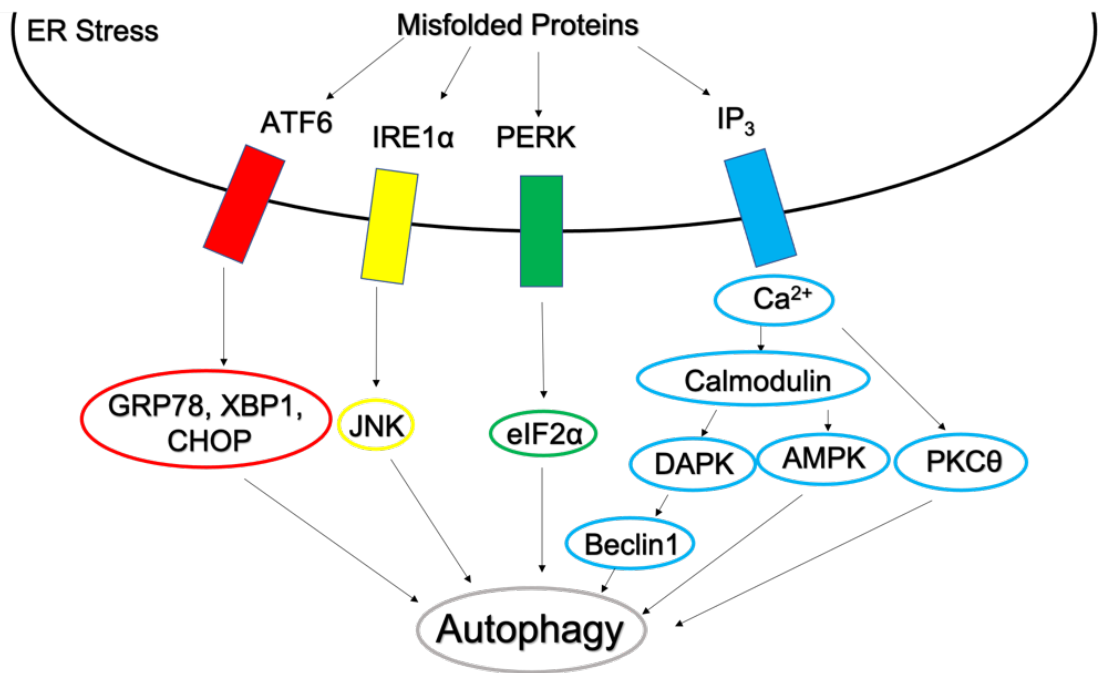 ER Stress
Misfolded Proteins
ATF6
IRE1α
PERK
IP₃
Ca²⁺
Calmodulin
GRP78, XBP1,
CHOP
JNK
eIF2α
DAPK
AMPK
PKCθ
Beclin1
Autophagy